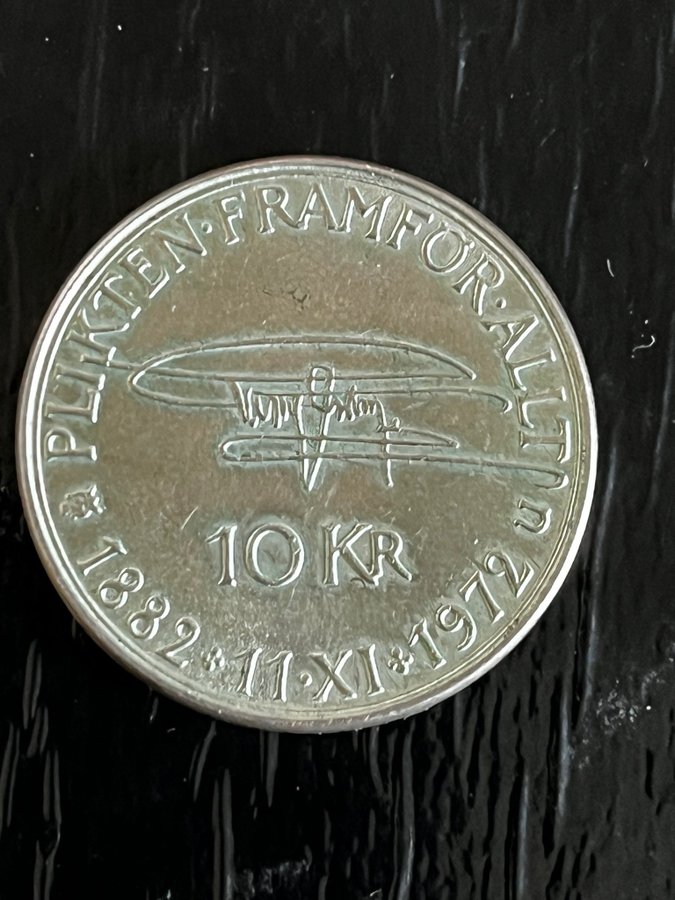 PLIKTEN·FRAMFÖR·ALLT
10 KR
1882 11·XI 1972
U